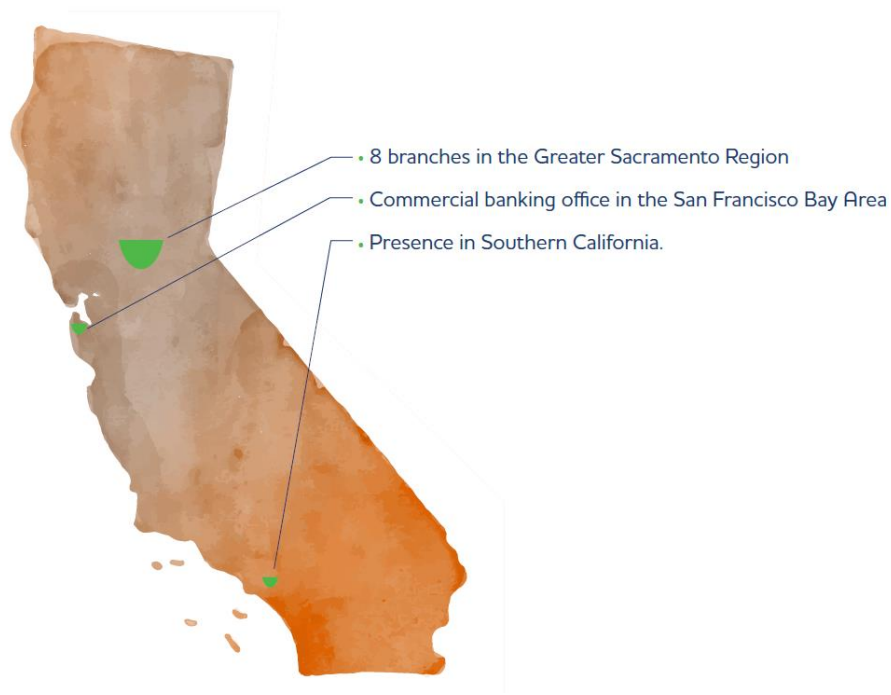 • 8 branches in the Greater Sacramento Region
• Commercial banking office in the San Francisco Bay Area
• Presence in Southern California.